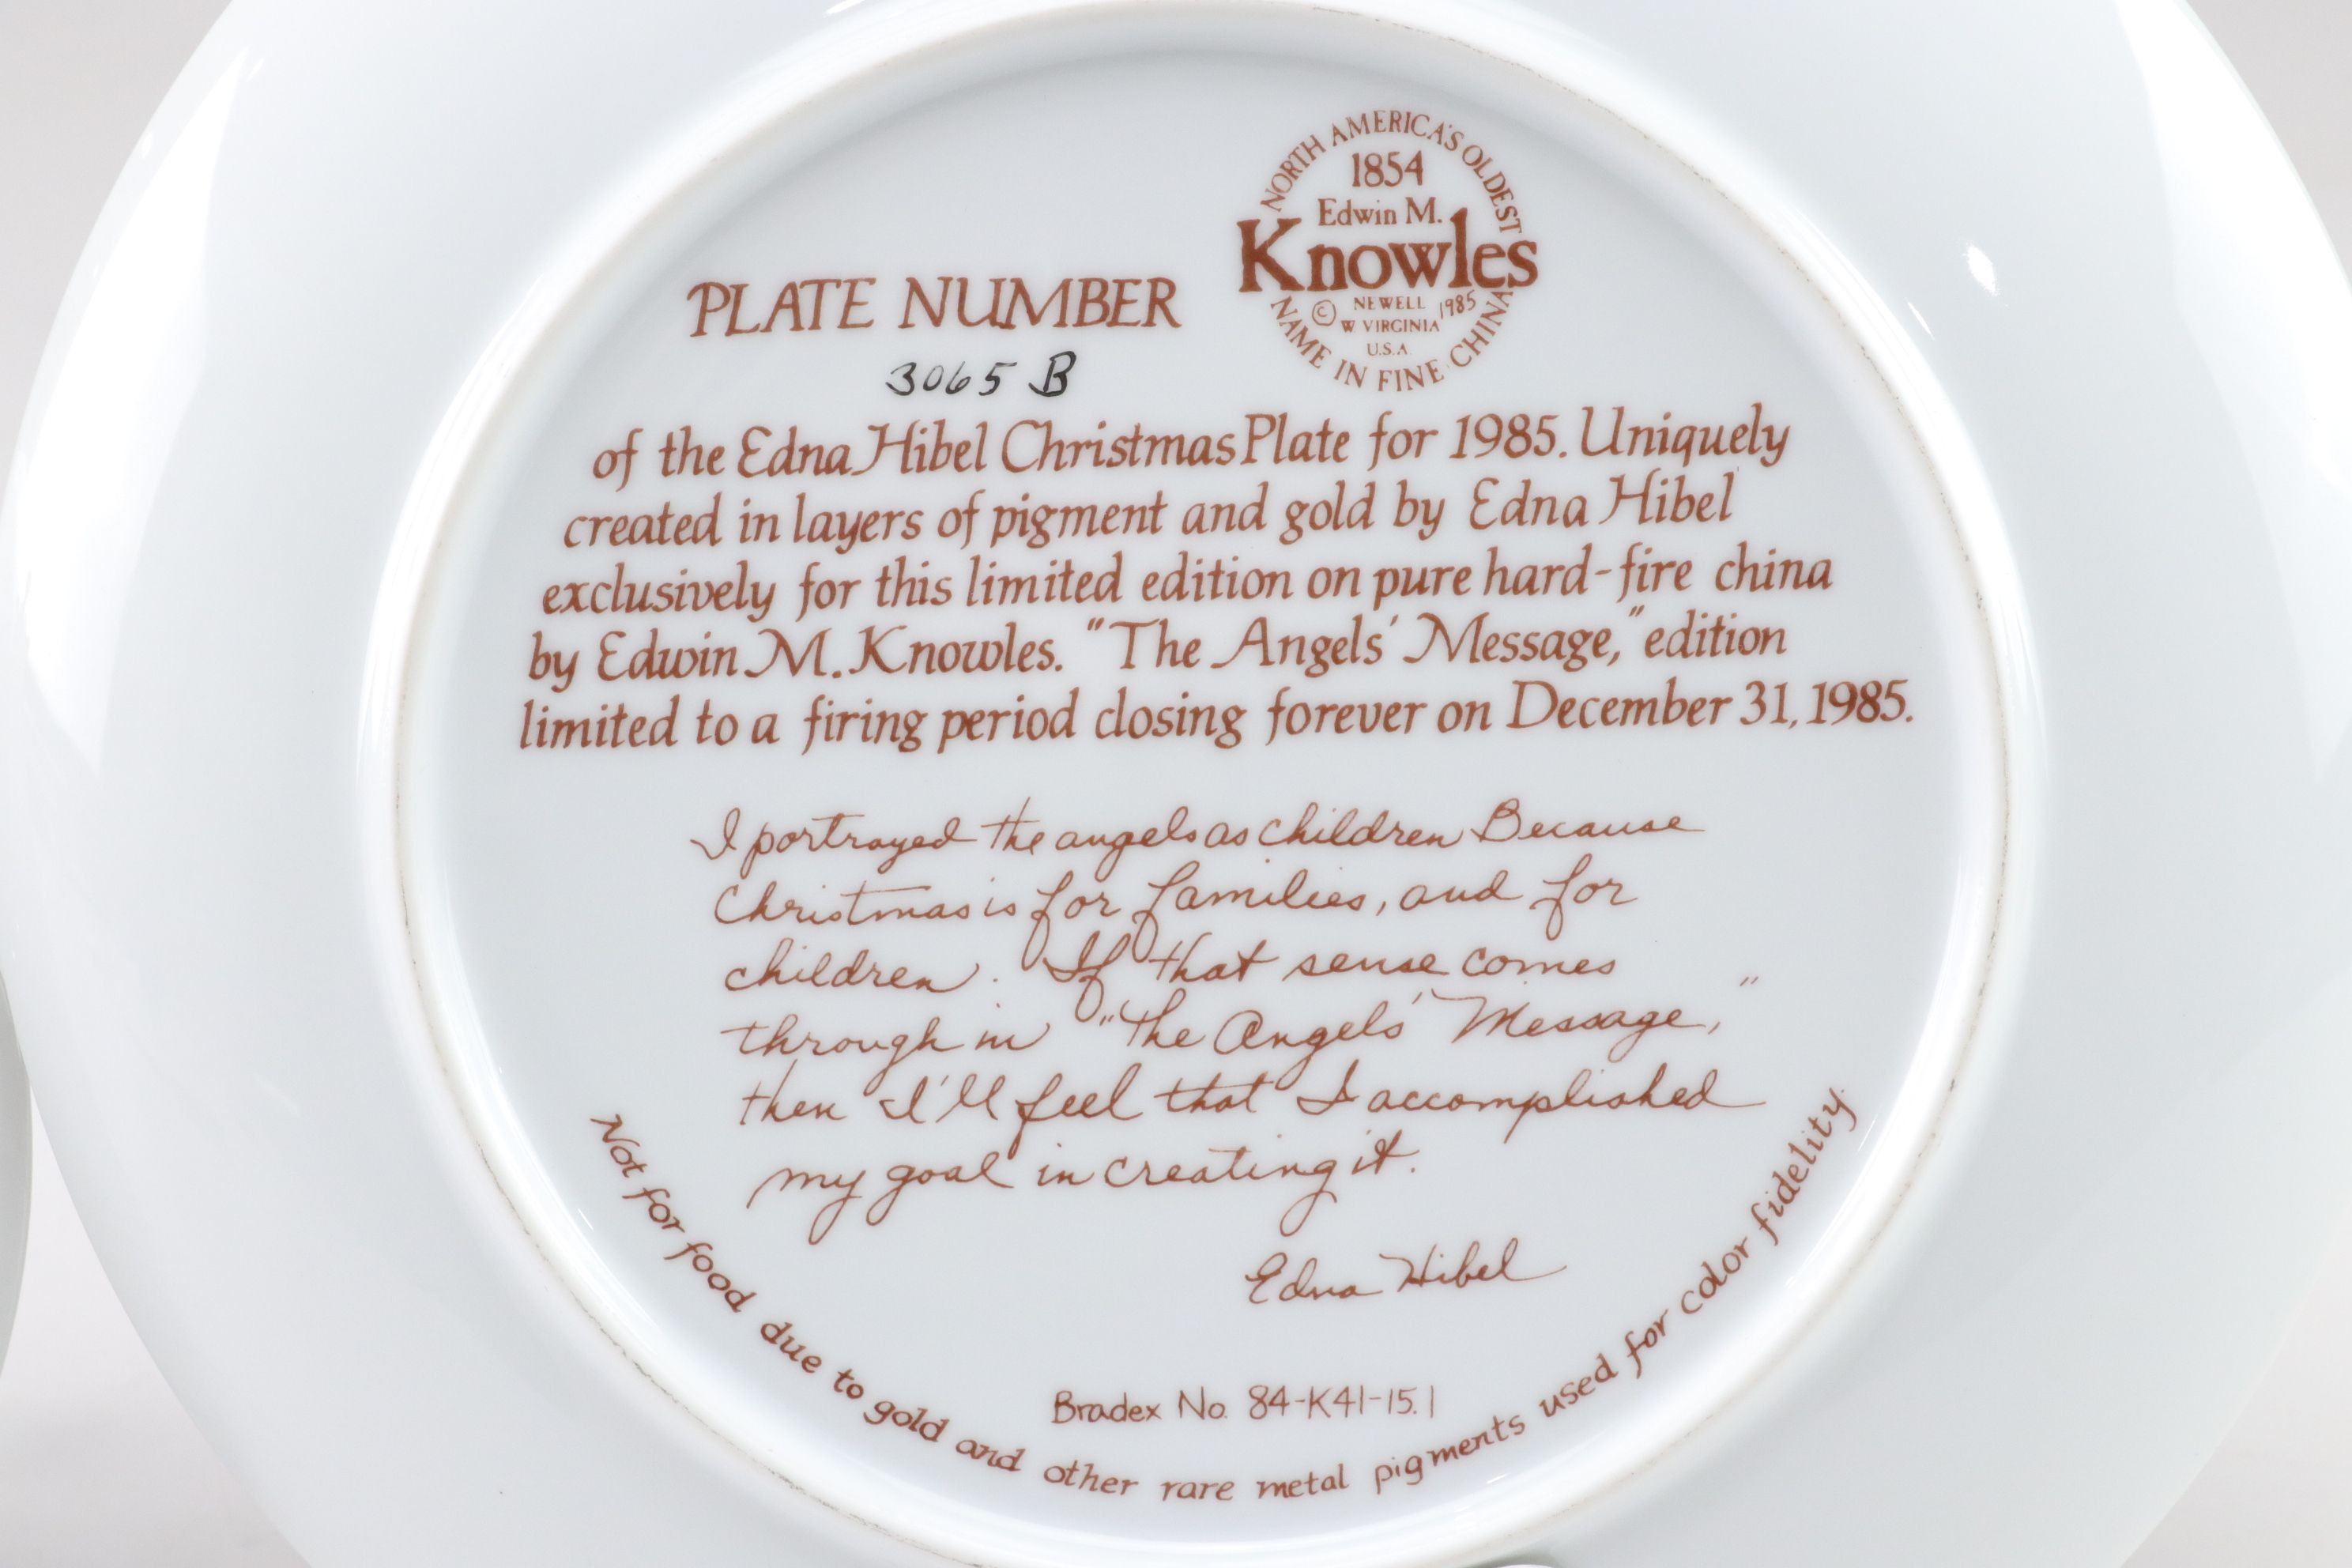 NORTH AMERICA'S OLDEST
1854
Edwin M.
Knowles
© NEWELL 1985
W VIRGINIA
U.S.A
NAME IN FINE CHINA
PLATE NUMBER
3065 B
of the Edna Hibel Christmas Plate for 1985. Uniquely
created in layers of pigment and gold by Edna Hibel
exclusively for this limited edition on pure hard-fire china
by Edwin M. Knowles. "The Angels' Message," edition
limited to a firing period closing forever on December 31, 1985.
I portrayed the angels as children Because
Christmas is for families, and for
children. If that sense comes
through in "The Angels' Message,"
then I'll feel that I accomplished
my goal in creating it.
Edna Hibel
Bradex No. 84-K41-15.1
Not for food due to gold and other rare metal pigments used for color fidelity.